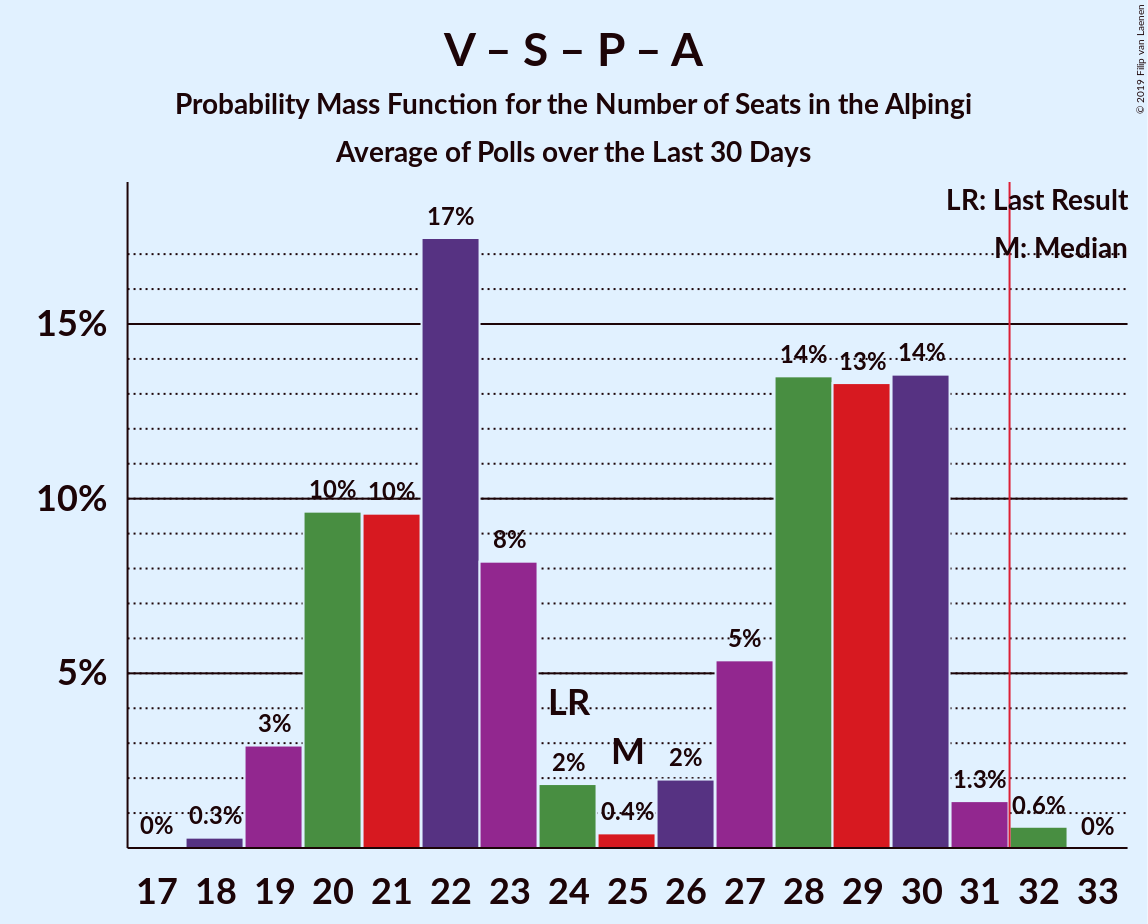 V – S – P – A
Probability Mass Function for the Number of Seats in the Alþingi
Average of Polls over the Last 30 Days
© 2019 Filip van Laenen
LR: Last Result
M: Median
17%
15%
14% 13% 14%
10%
10% 10%
8%
5%
5%
LR
3%
M
2% 2%
1.3%
0% 0.3% 0.4% 0.6% 0%
17 18 19 20 21 22 23 24 25 26 27 28 29 30 31 32 33